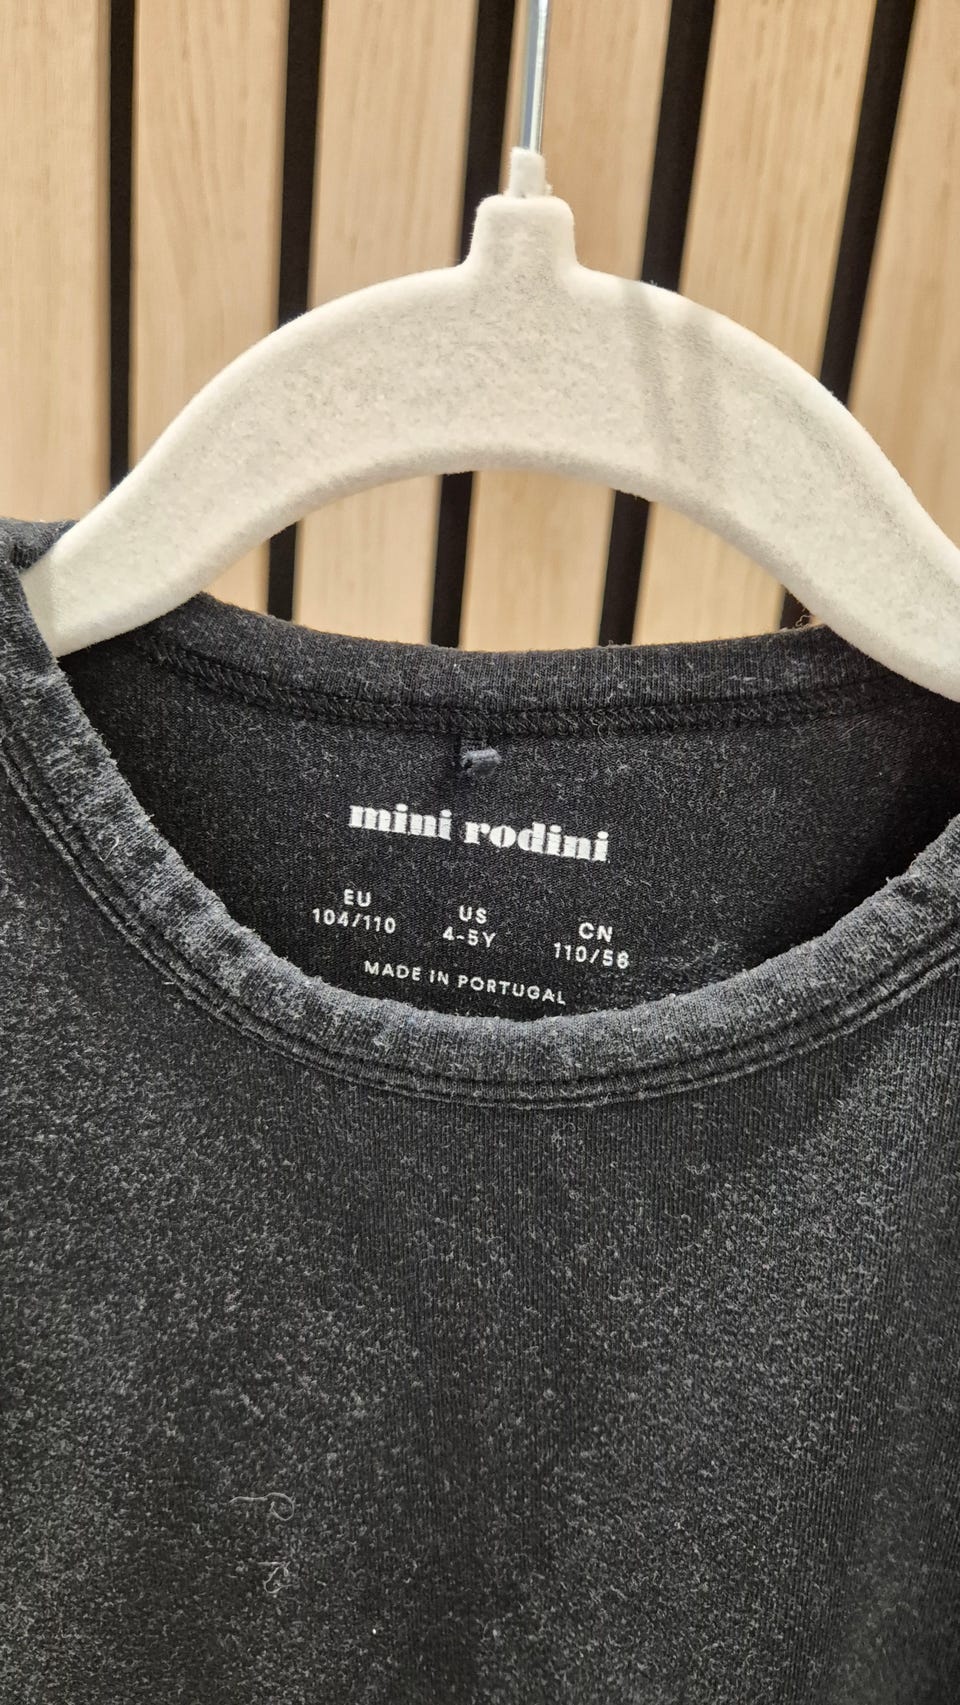 mini rodini
EU US CN
104/110 4-5Y 110/56
MADE IN PORTUGAL